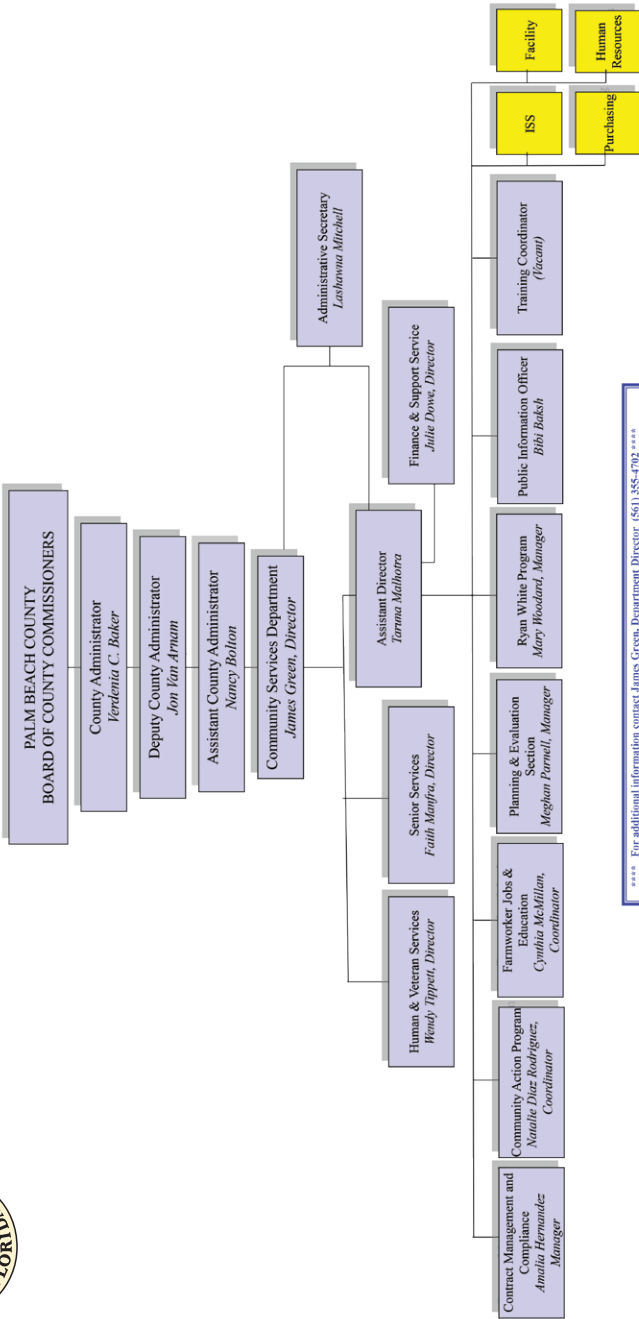 LORID
PALM BEACH COUNTY
BOARD OF COUNTY COMMISSIONERS
County Administrator
Verdenia C. Baker
Deputy County Administrator
Jon Van Arnam
Assistant County Administrator
Nancy Bolton
Community Services Department
James Green, Director
Administrative Secretary
Lashawna Mitchell
Assistant Director
Taruna Malhotra
Human & Veteran Services
Wendy Tippett, Director
Senior Services
Faith Manfra, Director
Finance & Support Service
Julie Dowe, Director
Contract Management and
Compliance
Amalia Hernandez
Manager
Community Action Program
Natalie Diaz Rodriguez,
Coordinator
Farmworker Jobs &
Education
Cynthia McMillan,
Coordinator
Planning & Evaluation
Section
Meghan Parnell, Manager
Ryan White Program
Mary Woodard, Manager
Public Information Officer
Bibi Baksh
Training Coordinator
(Vacant)
ISS
Facility
Purchasing
Human
Resources
**** For additional information contact James Green, Department Director (561) 355-4702 ****